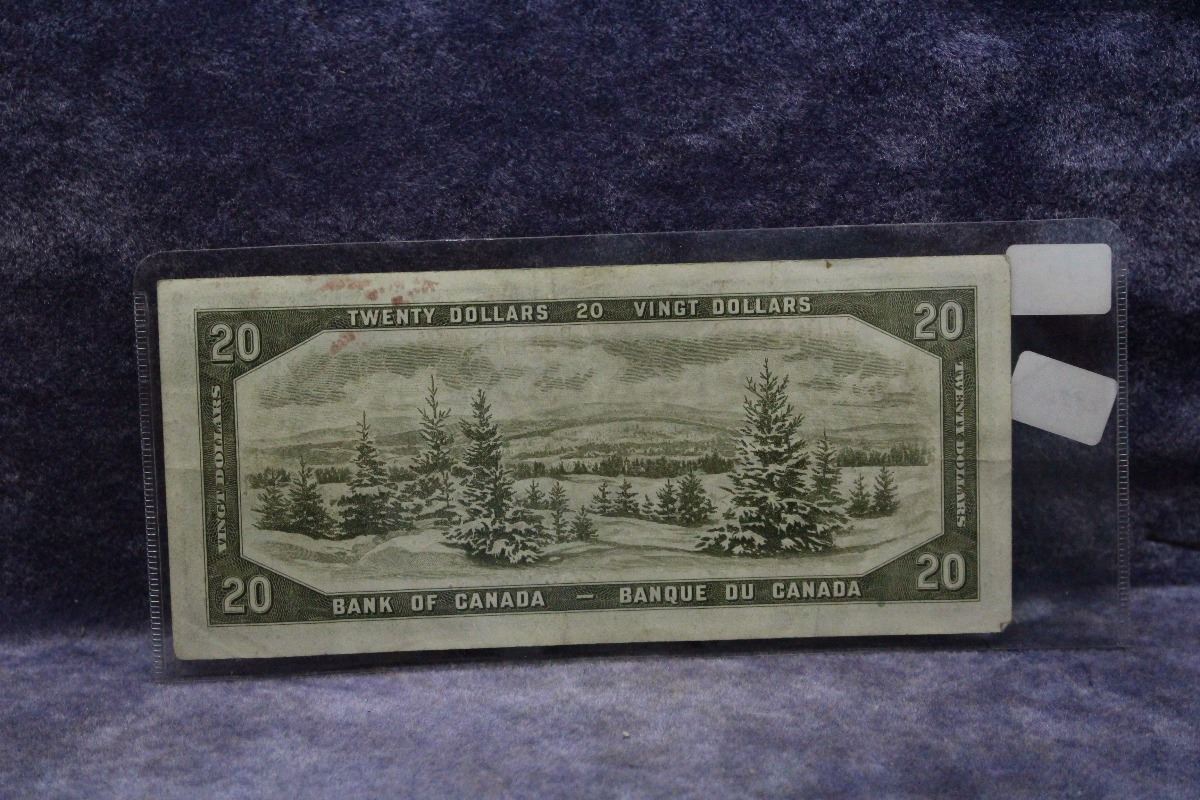 20
TWENTY DOLLARS 20 VINGT DOLLARS
20
VINGT DOLLARS
TWENTY DOLLARS
20
BANK OF CANADA — BANQUE DU CANADA
20